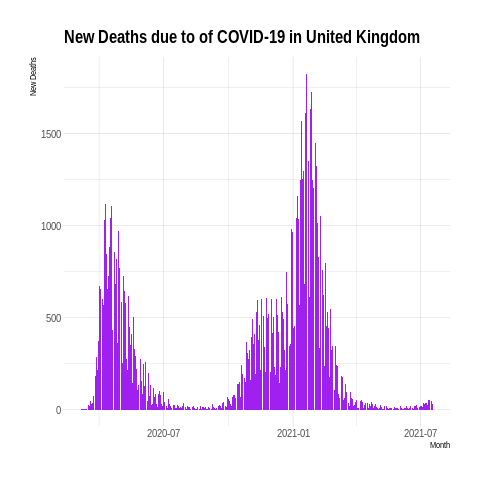 New Deaths due to of COVID-19 in United Kingdom
New Deaths
1500
1000
500
0
2020-07
2021-01
2021-07
Month